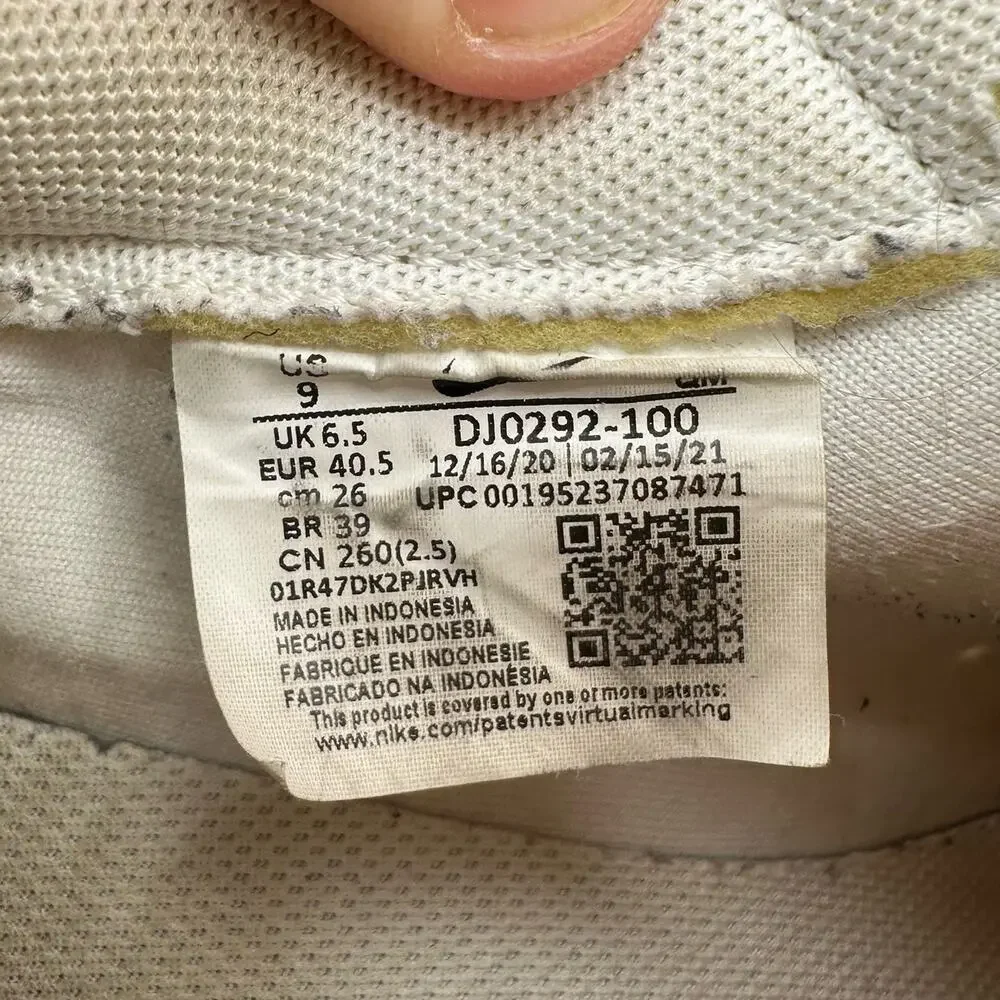 US
9
QM
UK 6.5
EUR 40.5
cm 26
BR 39
CN 260(2.5)
DJ0292-100
12/16/20 | 02/15/21
UPC 00195237087471
01R47DK2PJRVH
MADE IN INDONESIA
HECHO EN INDONESIA
FABRIQUE EN INDONESIE
FABRICADO NA INDONÉSIA
This product is covered by one or more patents:
www.nike.com/patentsvirtualmarking